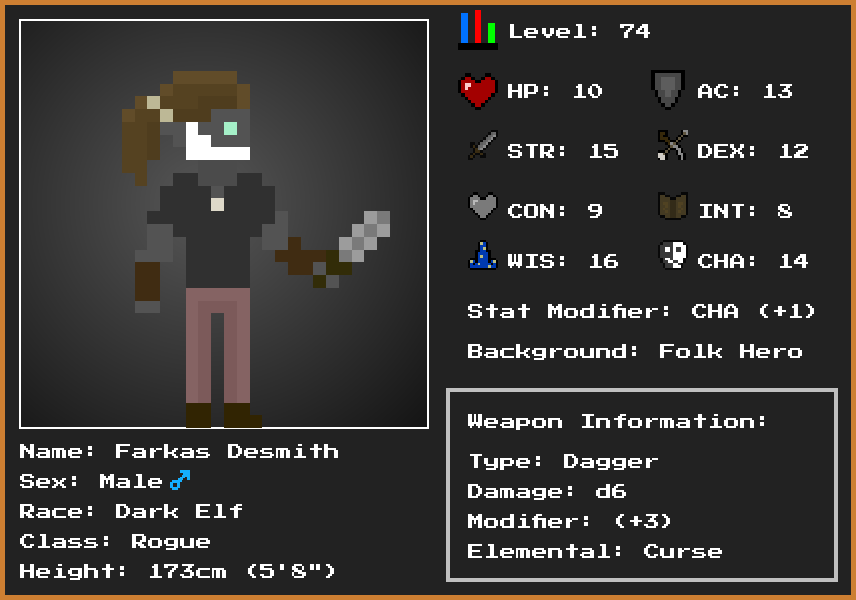 Level: 74
HP: 10 AC: 13
STR: 15 DEX: 12
CON: 9 INT: 8
WIS: 16 CHA: 14
Stat Modifier: CHA (+1)
Background: Folk Hero
Weapon Information:
Type: Dagger
Damage: d6
Modifier: (+3)
Elemental: Curse
Name: Farkas Desmith
Sex: Male ♂
Race: Dark Elf
Class: Rogue
Height: 173cm (5'8")